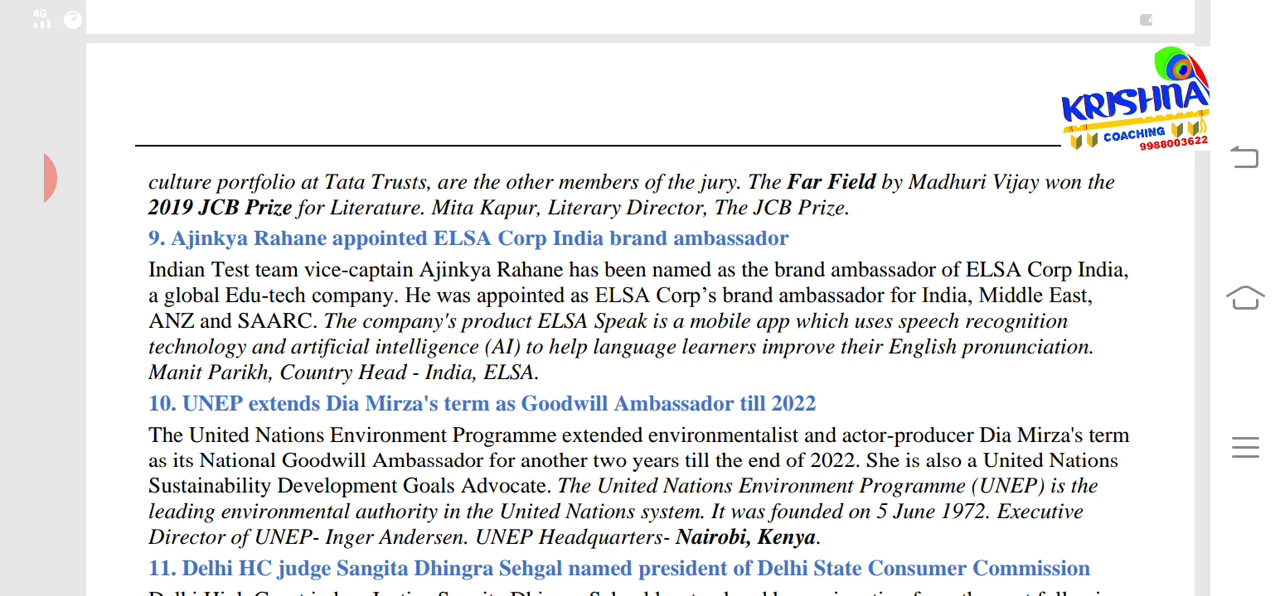 4G
KRISHNA
COACHING
9988003622
culture portfolio at Tata Trusts, are the other members of the jury. The Far Field by Madhuri Vijay won the
2019 JCB Prize for Literature. Mita Kapur, Literary Director, The JCB Prize.
9. Ajinkya Rahane appointed ELSA Corp India brand ambassador
Indian Test team vice-captain Ajinkya Rahane has been named as the brand ambassador of ELSA Corp India,
a global Edu-tech company. He was appointed as ELSA Corp’s brand ambassador for India, Middle East,
ANZ and SAARC. The company's product ELSA Speak is a mobile app which uses speech recognition
technology and artificial intelligence (AI) to help language learners improve their English pronunciation.
Manit Parikh, Country Head - India, ELSA.
10. UNEP extends Dia Mirza's term as Goodwill Ambassador till 2022
The United Nations Environment Programme extended environmentalist and actor-producer Dia Mirza's term
as its National Goodwill Ambassador for another two years till the end of 2022. She is also a United Nations
Sustainability Development Goals Advocate. The United Nations Environment Programme (UNEP) is the
leading environmental authority in the United Nations system. It was founded on 5 June 1972. Executive
Director of UNEP- Inger Andersen. UNEP Headquarters- Nairobi, Kenya.
11. Delhi HC judge Sangita Dhingra Sehgal named president of Delhi State Consumer Commission